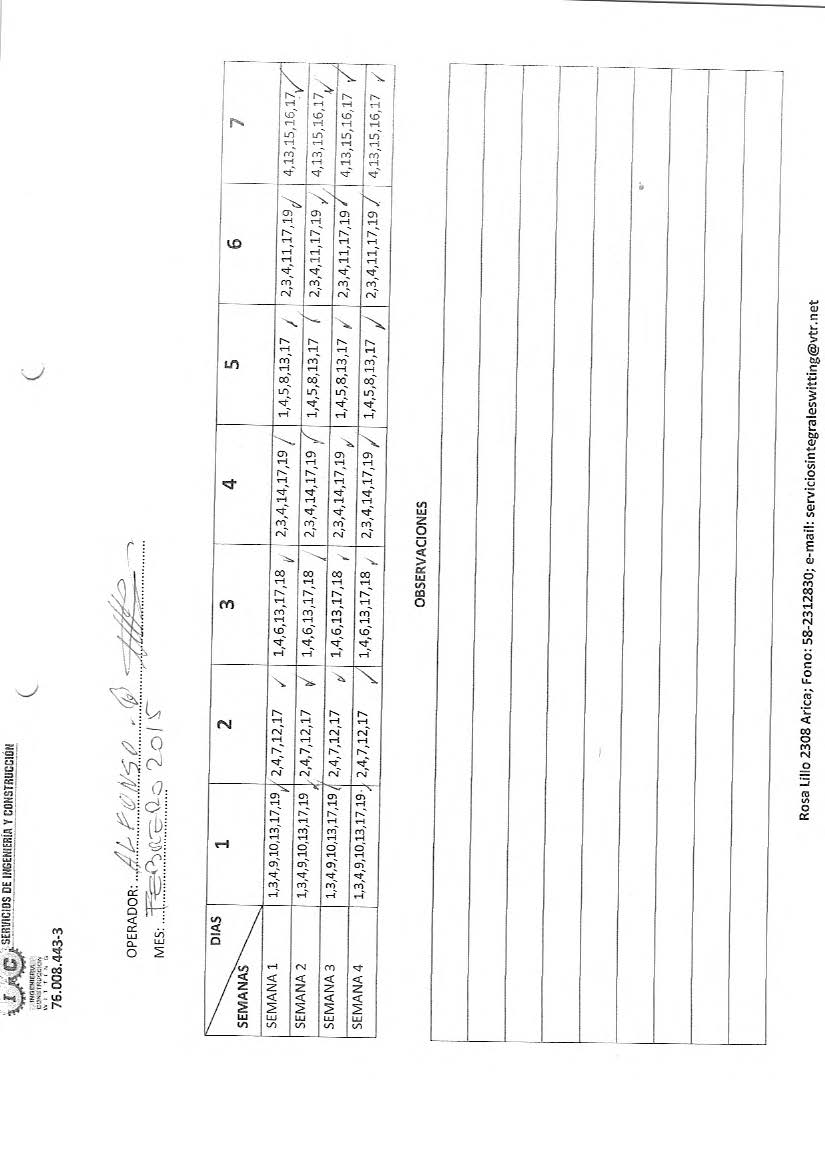 SERVICIOS DE INGENIERÍA Y CONSTRUCCIÓN
INGENIERIA
CONSTRUCCION
WITTING
76.008.443-3
OPERADOR: ALFONSO . B
MES: FEBRERO 2015
DIAS 1 2 3 4 5 6 7
SEMANAS
SEMANA 1 1,3,4,9,10,13,17,19 ✓ 2,4,7,12,17 ✓ 1,4,6,13,17,18 ✓ 2,3,4,14,17,19 ✓ 1,4,5,8,13,17 ✓ 2,3,4,11,17,19 ✓ 4,13,15,16,17 ✓
SEMANA 2 1,3,4,9,10,13,17,19 ✓ 2,4,7,12,17 ✓ 1,4,6,13,17,18 ✓ 2,3,4,14,17,19 ✓ 1,4,5,8,13,17 ✓ 2,3,4,11,17,19 ✓ 4,13,15,16,17 ✓
SEMANA 3 1,3,4,9,10,13,17,19 ✓ 2,4,7,12,17 ✓ 1,4,6,13,17,18 ✓ 2,3,4,14,17,19 ✓ 1,4,5,8,13,17 ✓ 2,3,4,11,17,19 ✓ 4,13,15,16,17 ✓
SEMANA 4 1,3,4,9,10,13,17,19 ✓ 2,4,7,12,17 ✓ 1,4,6,13,17,18 ✓ 2,3,4,14,17,19 ✓ 1,4,5,8,13,17 ✓ 2,3,4,11,17,19 ✓ 4,13,15,16,17 ✓
OBSERVACIONES
Rosa Lillo 2308 Arica; Fono: 58-2312830; e-mail: serviciosintegraleswitting@vtr.net